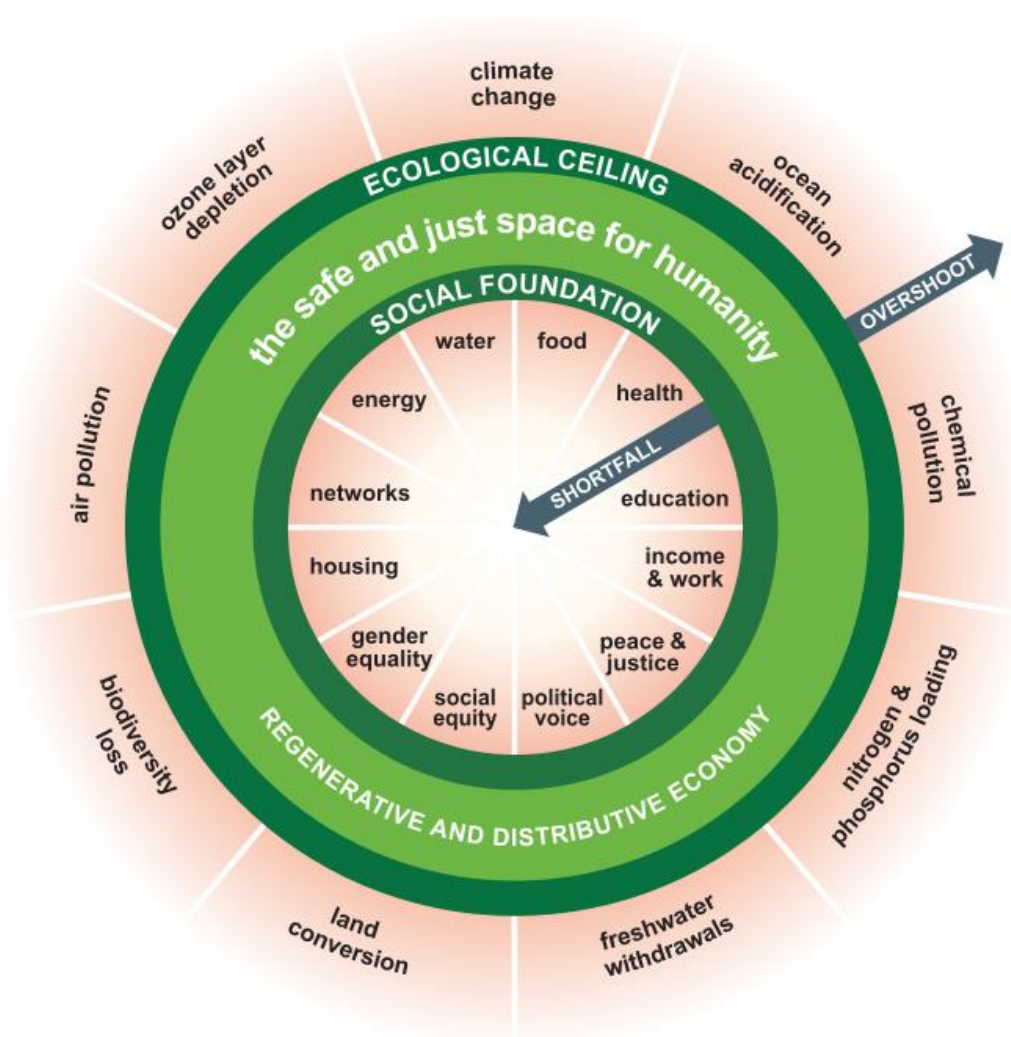 climate
change
ozone layer
depletion
ocean
acidification
ECOLOGICAL CEILING
the safe and just space for humanity
OVERSHOOT
SOCIAL FOUNDATION
water
food
energy
health
SHORTFALL
air pollution
chemical
pollution
networks
education
housing
income
& work
gender
equality
peace &
justice
social
equity
political
voice
biodiversity
loss
nitrogen &
phosphorus loading
REGENERATIVE AND DISTRIBUTIVE ECONOMY
land
conversion
freshwater
withdrawals